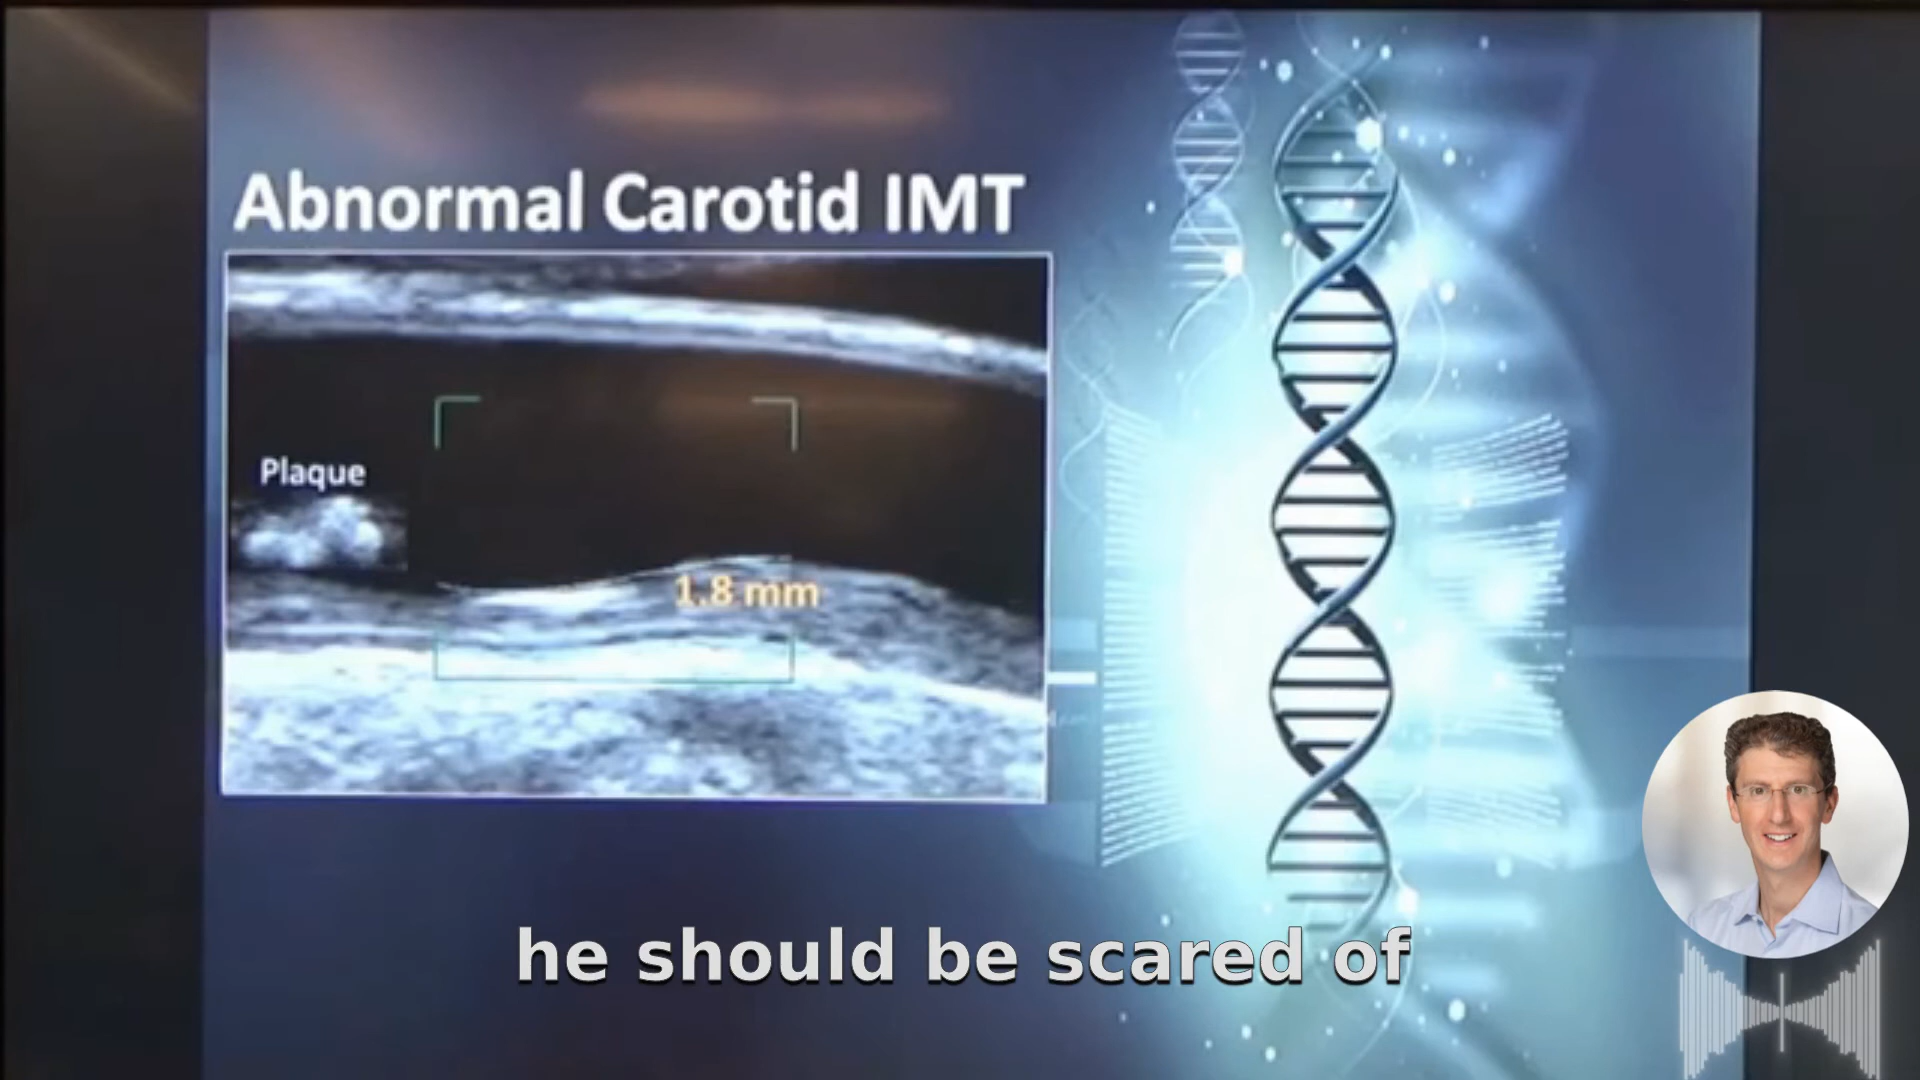 Abnormal Carotid IMT
Plaque
1.8 mm
he should be scared of